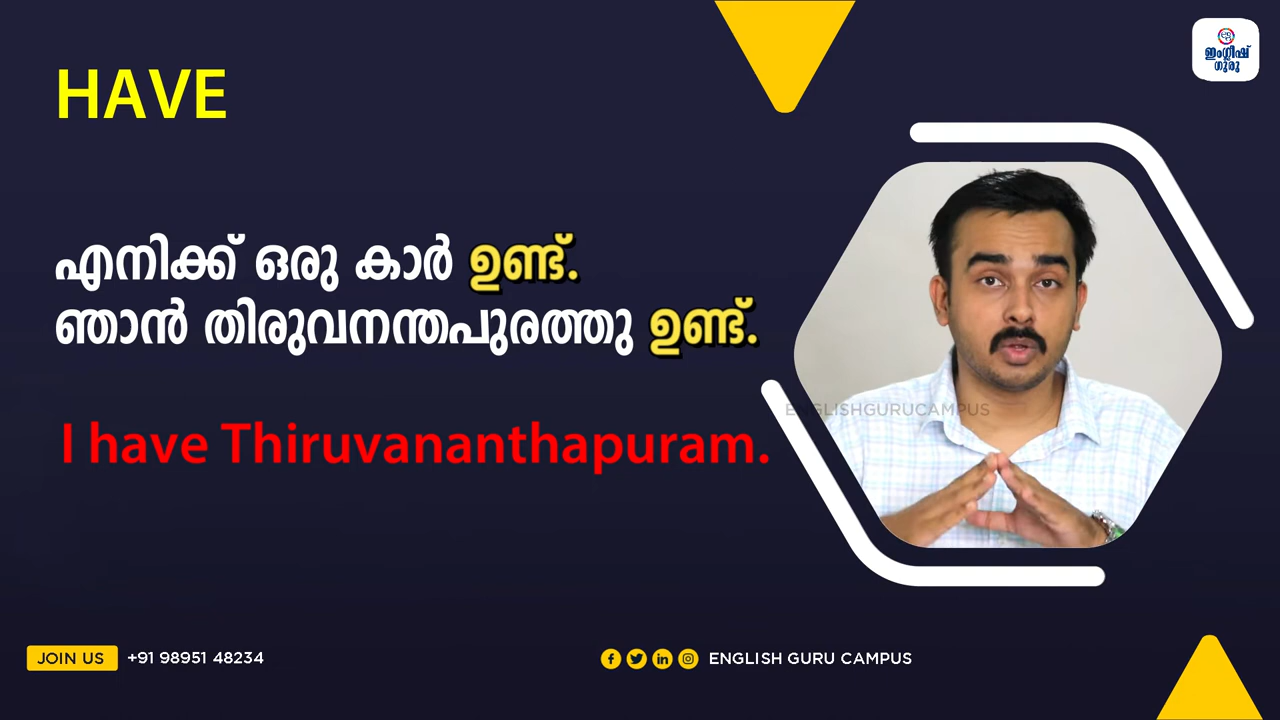 HAVE
ഇംഗ്ലീഷ്
ഗുരു
എനിക്ക് ഒരു കാർ ഉണ്ട്.
ഞാൻ തിരുവനന്തപുരത്തു ഉണ്ട്.
ENGLISHGURUCAMPUS
I have Thiruvananthapuram.
JOIN US +91 98951 48234
ENGLISH GURU CAMPUS